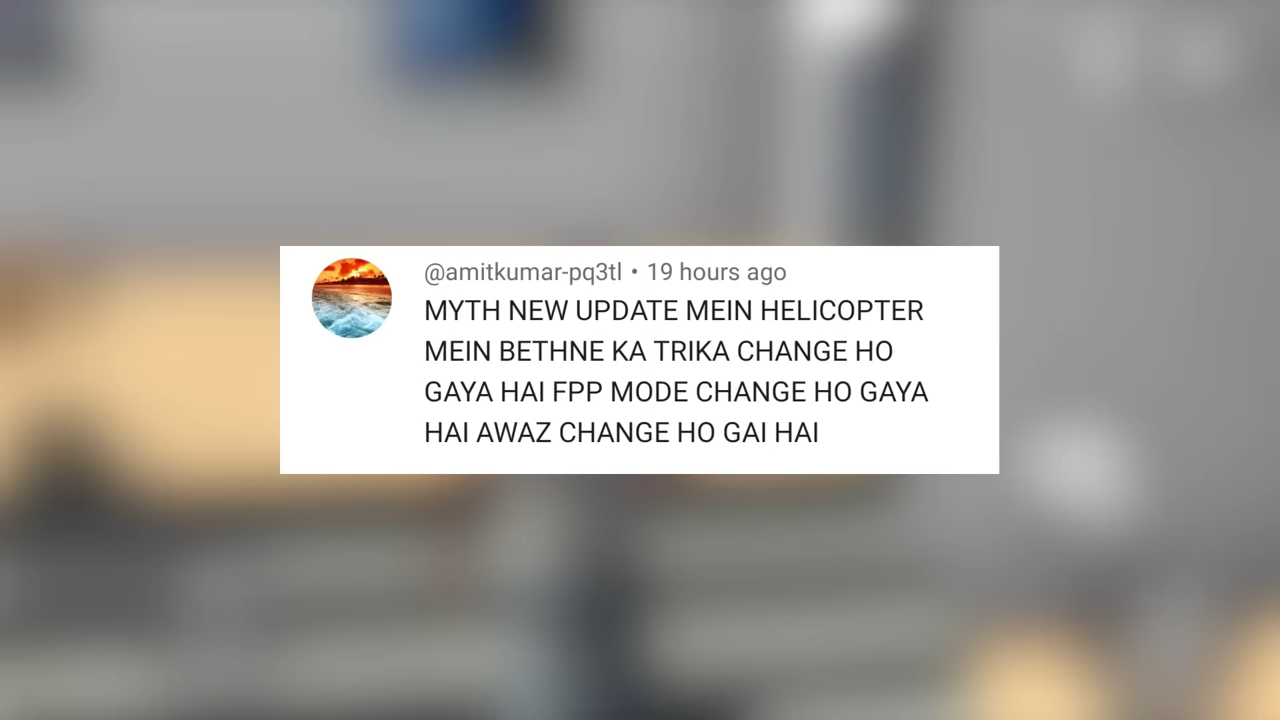 @amitkumar-pq3tl • 19 hours ago
MYTH NEW UPDATE MEIN HELICOPTER
MEIN BETHNE KA TRIKA CHANGE HO
GAYA HAI FPP MODE CHANGE HO GAYA
HAI AWAZ CHANGE HO GAI HAI